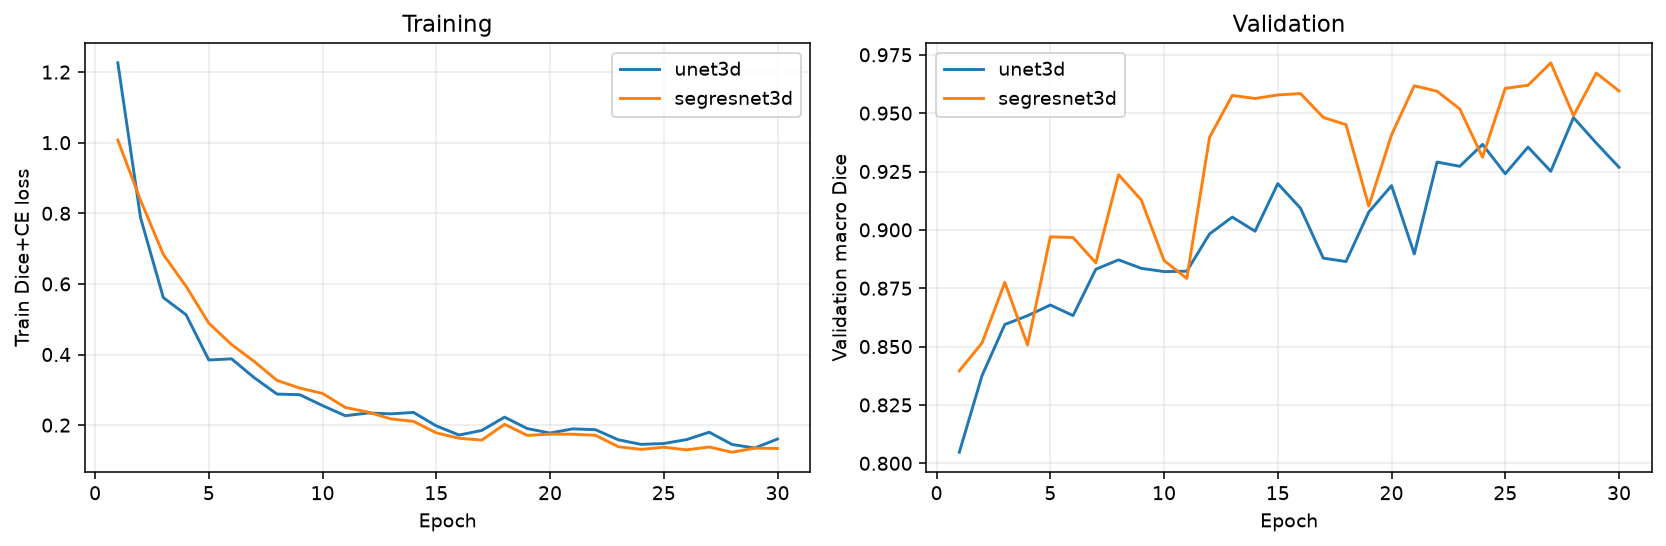 Training
Train Dice+CE loss
1.2
1.0
0.8
0.6
0.4
0.2
unet3d
segresnet3d
0
5
10
15
20
25
30
Epoch
Validation
Validation macro Dice
0.975
0.950
0.925
0.900
0.875
0.850
0.825
0.800
unet3d
segresnet3d
0
5
10
15
20
25
30
Epoch